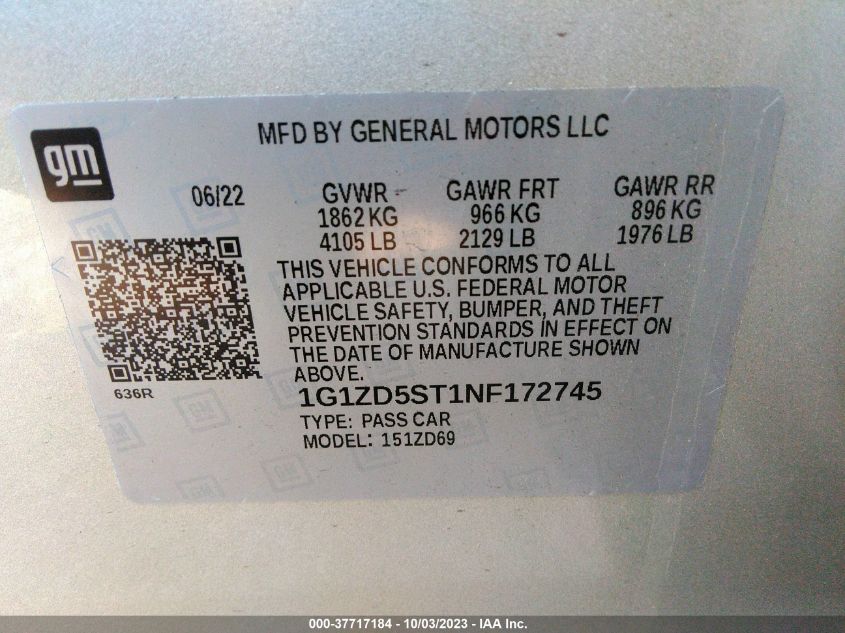 MFD BY GENERAL MOTORS LLC
gm
06/22 GVWR GAWR FRT GAWR RR
1862 KG 966 KG 896 KG
4105 LB 2129 LB 1976 LB
THIS VEHICLE CONFORMS TO ALL
APPLICABLE U.S. FEDERAL MOTOR
VEHICLE SAFETY, BUMPER, AND THEFT
PREVENTION STANDARDS IN EFFECT ON
THE DATE OF MANUFACTURE SHOWN
ABOVE.
636R
1G1ZD5ST1NF172745
TYPE: PASS CAR
MODEL: 151ZD69
000-37717184 - 10/03/2023 - IAA Inc.